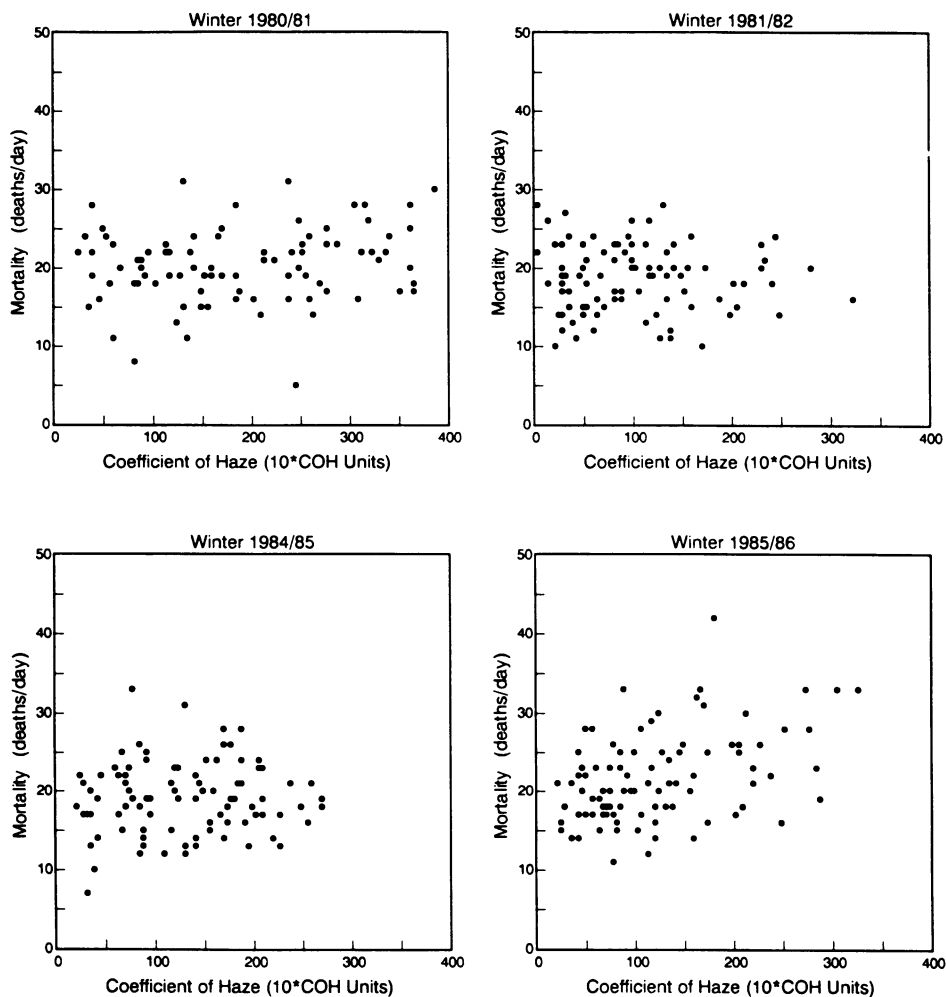 Winter 1980/81
50
40
30
20
10
0
Mortality (deaths/day)
0 100 200 300 400
Coefficient of Haze (10*COH Units)
Winter 1981/82
50
40
30
20
10
0
Mortality (deaths/day)
0 100 200 300 400
Coefficient of Haze (10*COH Units)
Winter 1984/85
50
40
30
20
10
0
Mortality (deaths/day)
0 100 200 300 400
Coefficient of Haze (10*COH Units)
Winter 1985/86
50
40
30
20
10
0
Mortality (deaths/day)
0 100 200 300 400
Coefficient of Haze (10*COH Units)